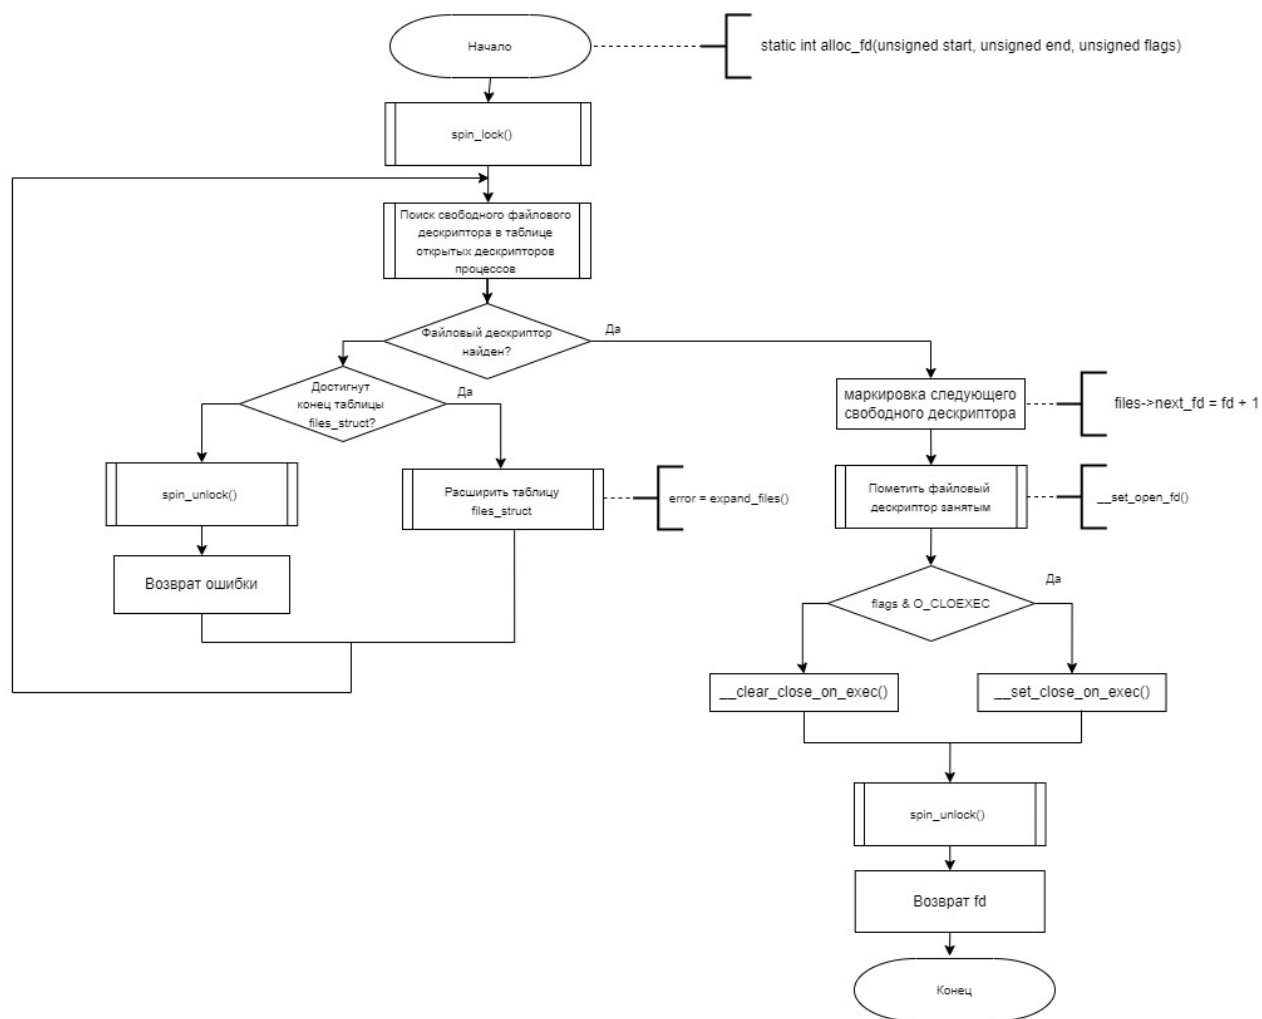 Начало
static int alloc_fd(unsigned start, unsigned end, unsigned flags)
spin_lock()
Поиск свободного файлового
дескриптора в таблице
открытых дескрипторов
процессов
Файловый дескриптор
найден?
Да
Достигнут
конец таблицы
files_struct?
Да
маркировка следующего
свободного дескриптора
files->next_fd = fd + 1
spin_unlock()
Расширить таблицу
files_struct
error = expand_files()
Пометить файловый
дескриптор занятым
__set_open_fd()
Возврат ошибки
flags & O_CLOEXEC
Да
__clear_close_on_exec()
__set_close_on_exec()
spin_unlock()
Возврат fd
Конец